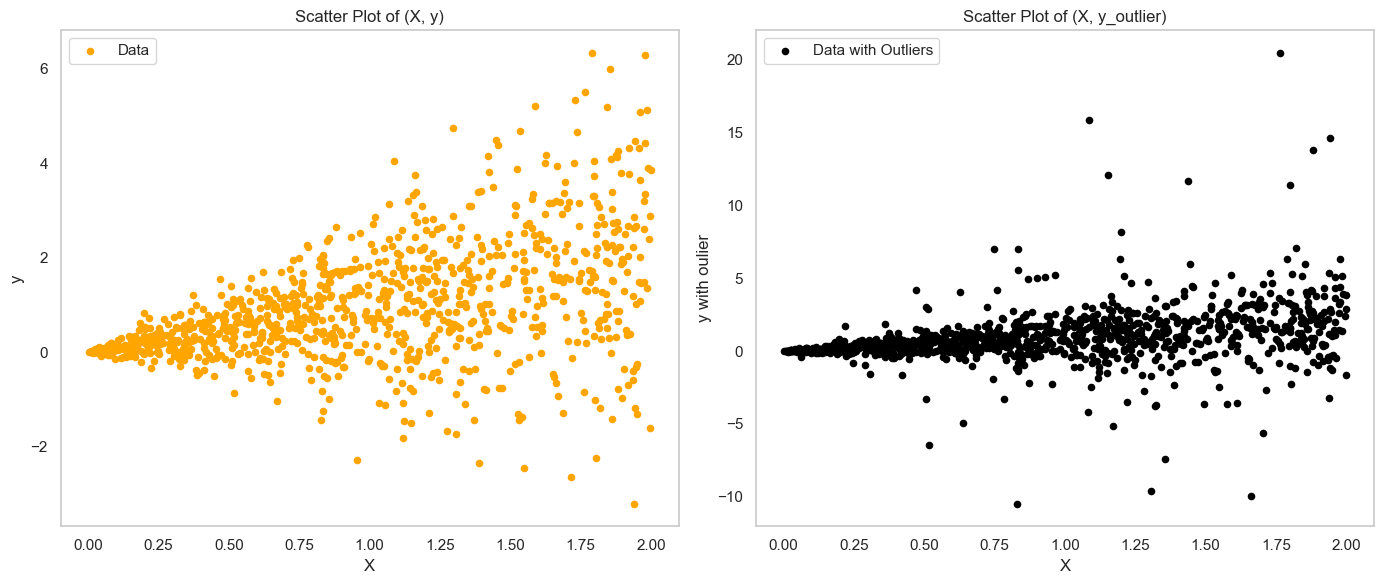 Scatter Plot of (X, y)
Data
6
4
2
0
−2
y
0.00 0.25 0.50 0.75 1.00 1.25 1.50 1.75 2.00
X
Scatter Plot of (X, y_outlier)
Data with Outliers
20
15
10
5
0
−5
−10
y with oulier
0.00 0.25 0.50 0.75 1.00 1.25 1.50 1.75 2.00
X